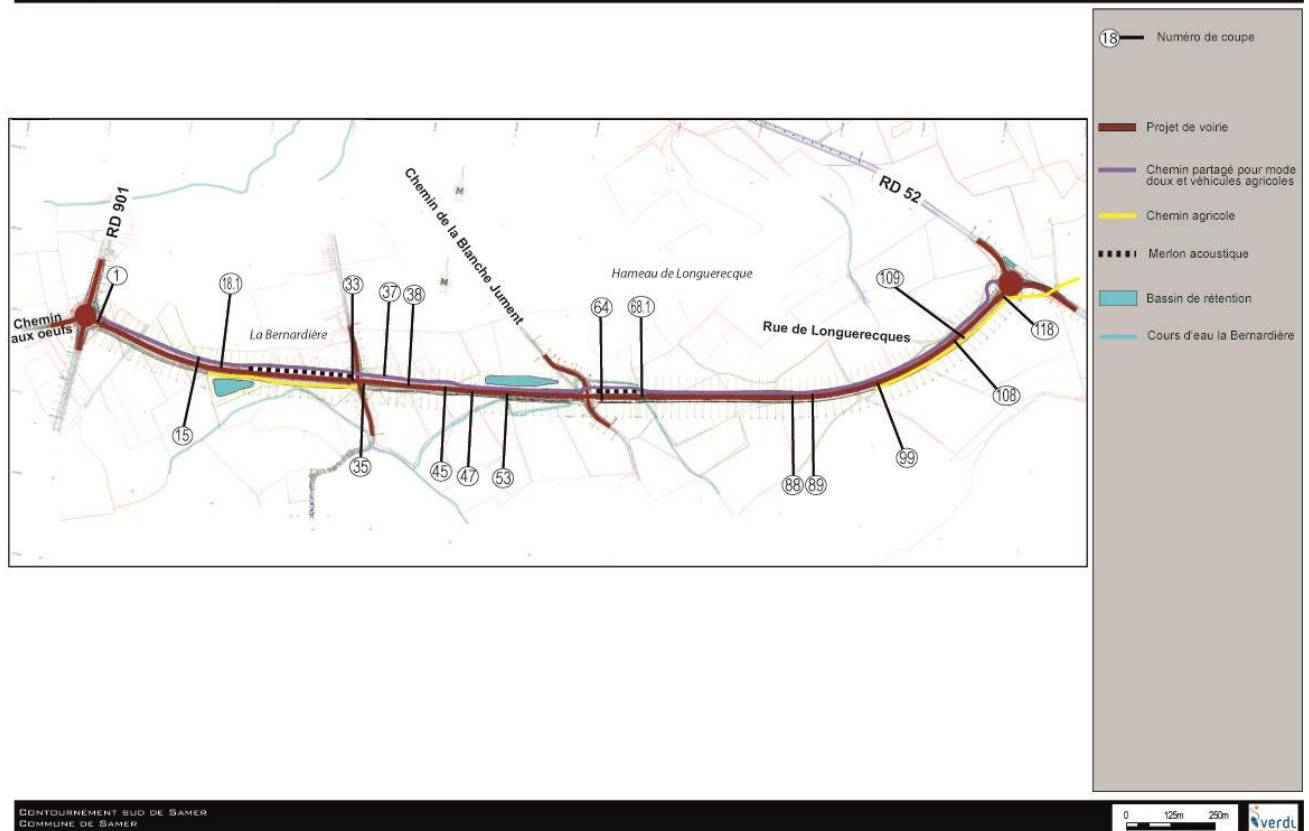 18 Numéro de coupe
Projet de voirie
Chemin partagé pour mode
doux et véhicules agricoles
Chemin agricole
Merlon acoustique
Bassin de rétention
Cours d'eau la Bernardière
RD 901
Chemin
aux oeufs
Chemin de la Blanche Jument
RD 52
La Bernardière
Hameau de Longuerecque
Rue de Longuerecques
N
N
1
18.1
33
37
38
64
68.1
109
118
15
35
45
47
53
88
89
99
108
CONTOURNEMENT SUD DE SAMER
COMMUNE DE SAMER
0 125m 250m
verdi